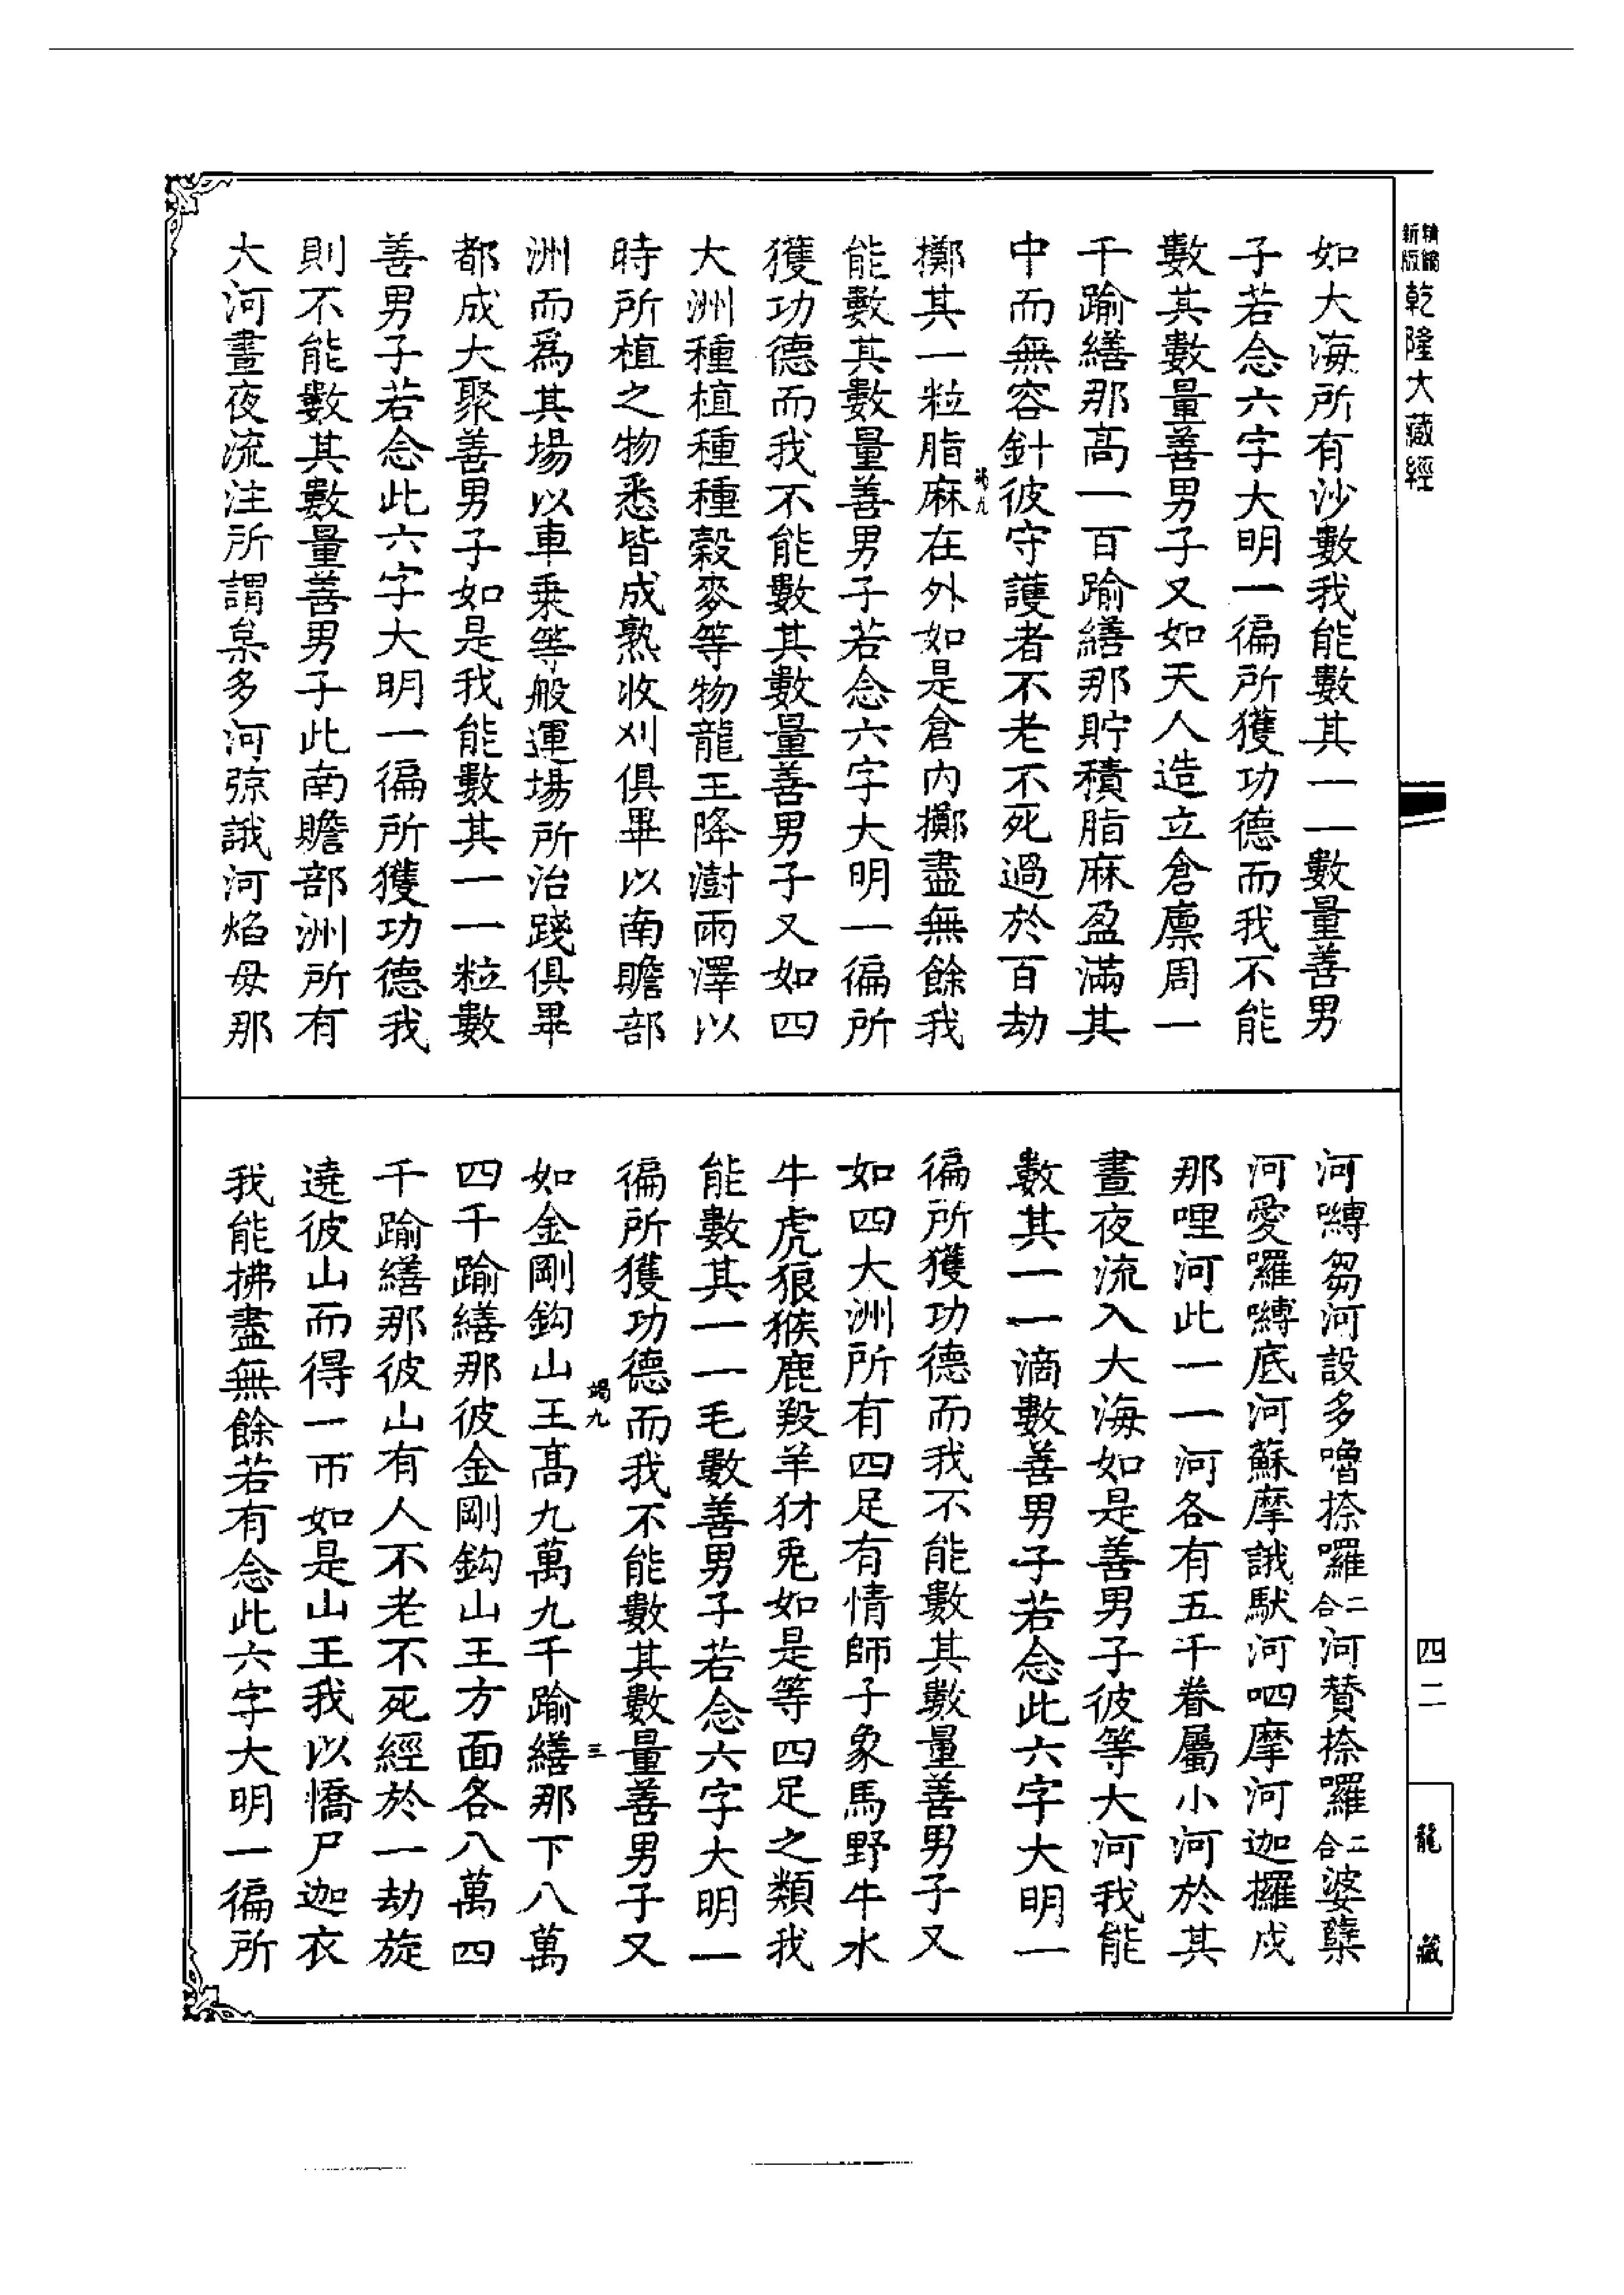 精縮新版乾隆大藏經
如大海所有沙數我能數其一一數量善男
子若念六字大明一徧所獲功德而我不能
數其數量善男子又如天人造立倉廩周一
千踰繕那高一百踰繕那貯積脂麻盈滿其
中而無容針彼守護者不老不死過於百劫
擲其一粒脂麻在外如是倉內擲盡無餘我
能數其數量善男子若念六字大明一徧所
獲功德而我不能數其數量善男子又如四
大洲種植種種穀麥等物龍王降澍雨澤以
時所植之物悉皆成熟收刈俱畢以南贍部
洲而爲其場以車乗等般運場所治踐俱畢
都成大聚善男子如是我能數其一一粒數
善男子若念此六字大明一徧所獲功德我
則不能數其數量善男子此南贍部洲所有
大河晝夜流注所謂枲多河弶誐河焰母那
河嚩芻河設多嚕捺囉二合河賛捺囉二合婆蘖
河愛囉嚩底河蘇摩誐馱河呬摩河迦攞戍
那哩河此一一河各有五千眷屬小河於其
晝夜流入大海如是善男子彼等大河我能
數其一一滴數善男子若念此六字大明一
徧所獲功德而我不能數其數量善男子又
如四大洲所有四足有情師子象馬野牛水
牛虎狼猴鹿羖羊犲兎如是等四足之類我
能數其一一毛數善男子若念六字大明一
徧所獲功德而我不能數其數量善男子又
如金剛鈎山王高九萬九千踰繕那下八萬
四千踰繕那彼金剛鈎山王方面各八萬四
千踰繕那彼山有人不老不死經於一劫旋
遶彼山而得一帀如是山王我以憍尸迦衣
我能拂盡無餘若有念此六字大明一徧所
竭九
竭九
三
四二
龍藏